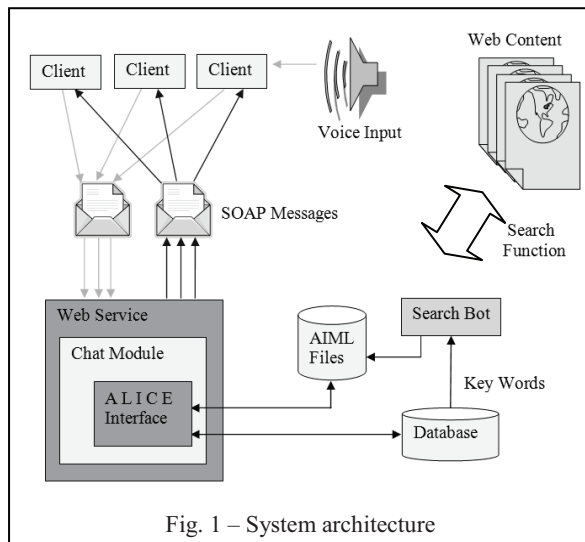 Web Content
Client
Client
Client
Voice Input
SOAP Messages
Search
Function
Web Service
Chat Module
A L I C E
Interface
AIML
Files
Search Bot
Key Words
Database
Fig. 1 – System architecture